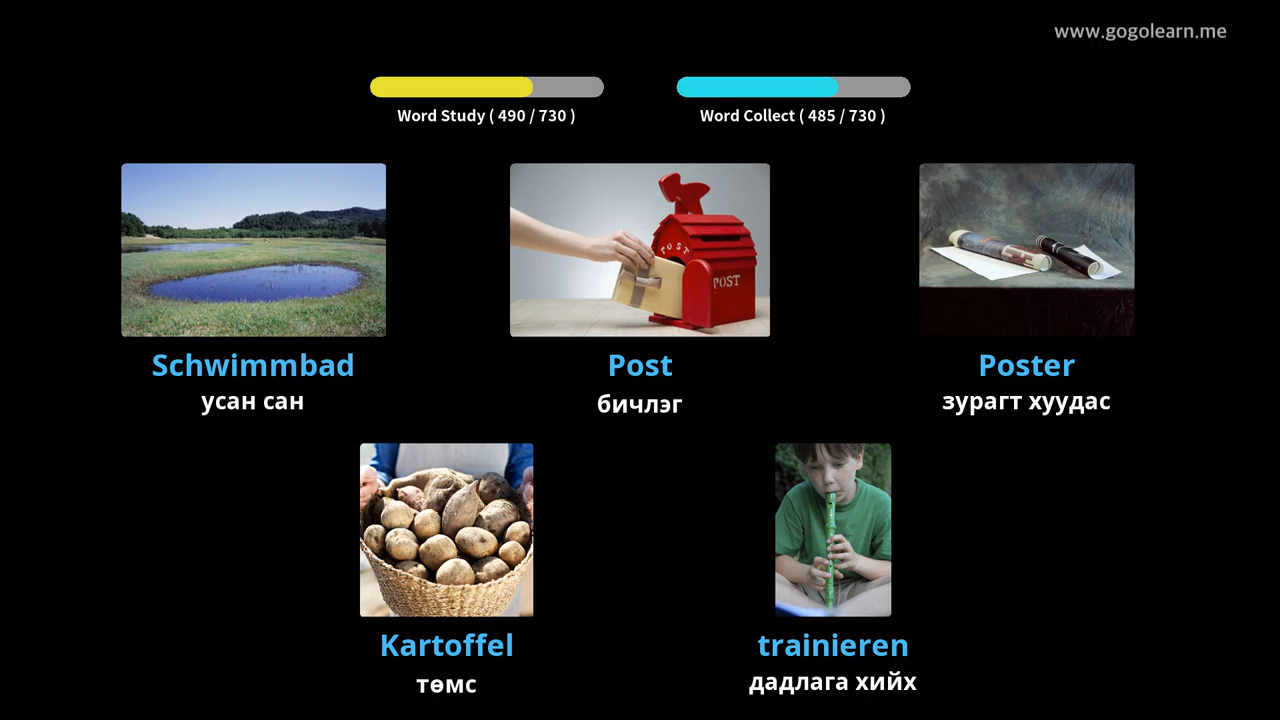 www.gogolearn.me
Word Study ( 490 / 730 )
Word Collect ( 485 / 730 )
POST
POST
Schwimmbad
усан сан
Post
бичлэг
Poster
зурагт хуудас
Kartoffel
төмс
trainieren
дадлага хийх